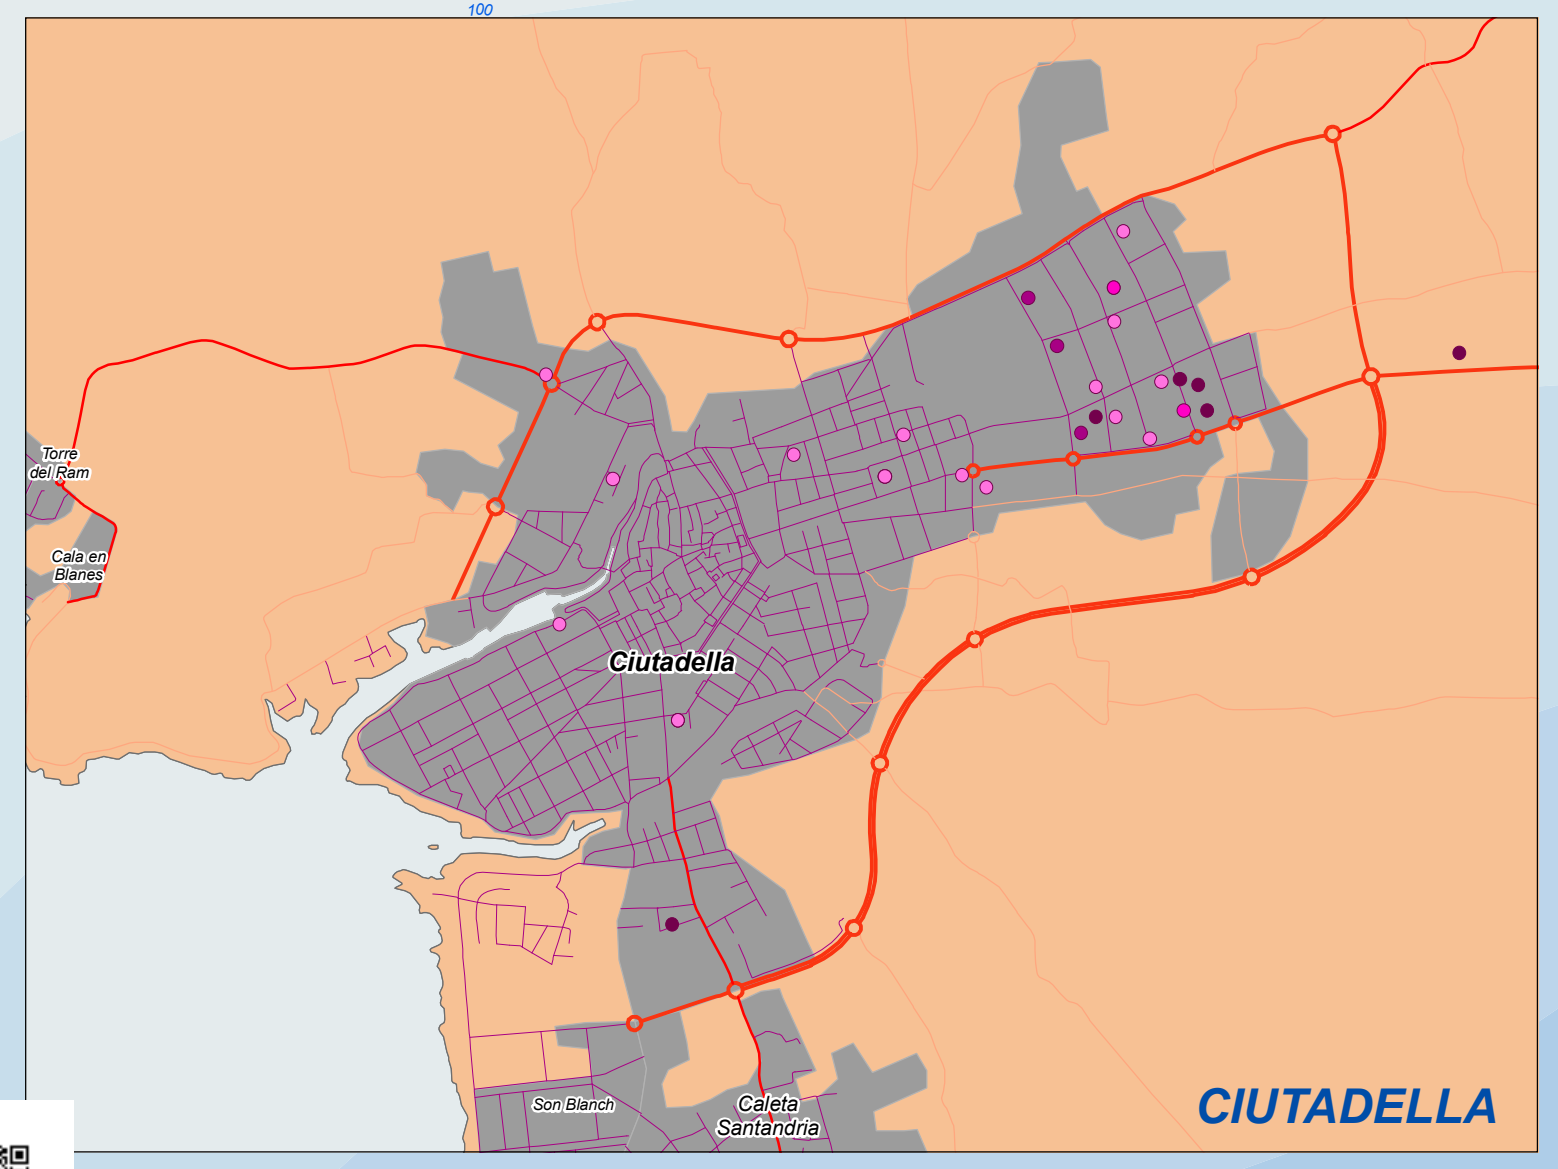 100
Torre
del Ram
Cala en
Blanes
Ciutadella
Son Blanch
Caleta
Santandria
CIUTADELLA